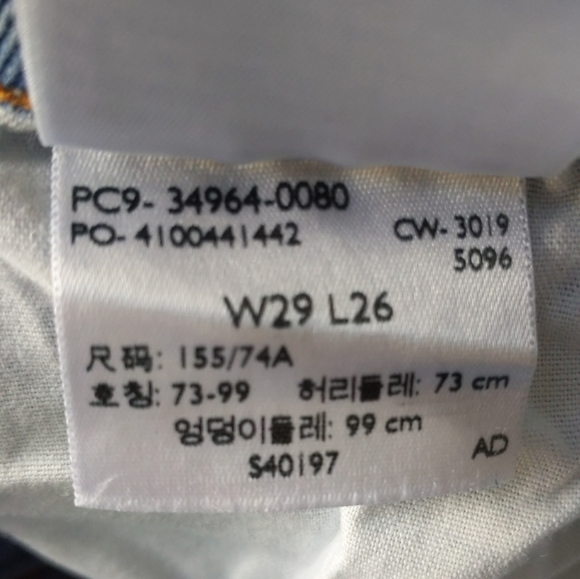 PC9- 34964-0080
PO- 4100441442 CW- 3019
5096
W29 L26
尺码: 155/74A
호칭: 73-99 허리둘레: 73 cm
엉덩이둘레: 99 cm
S40197 AD